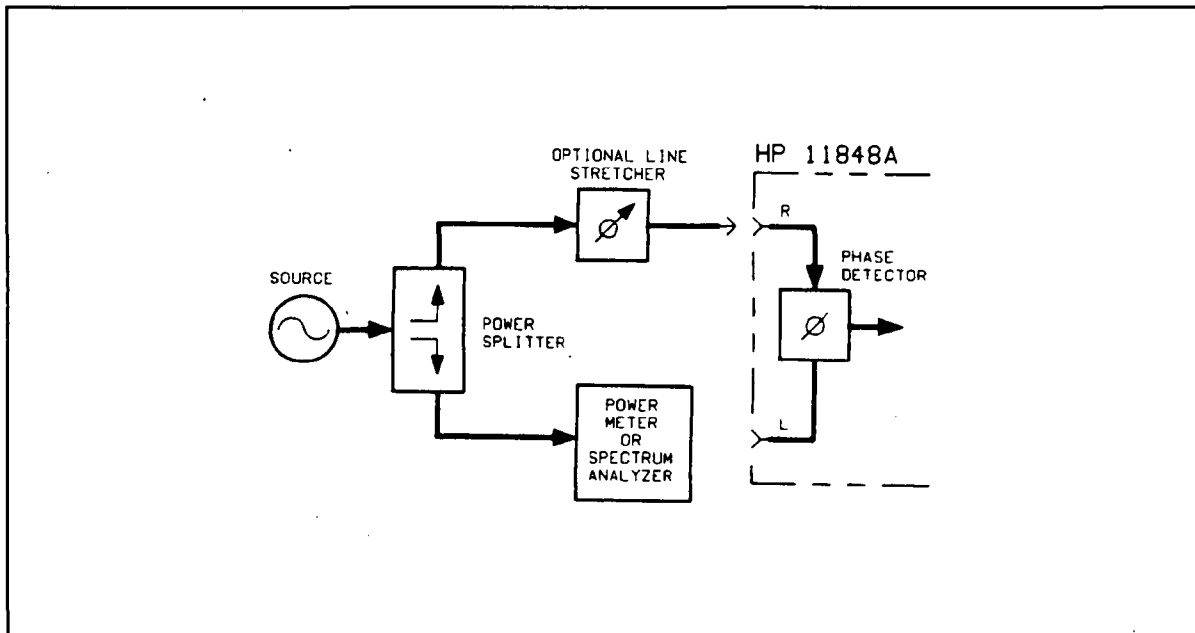 OPTIONAL LINE
STRETCHER
HP 11848A
R
PHASE
DETECTOR
SOURCE
POWER
SPLITTER
POWER
METER
OR
SPECTRUM
ANALYZER
L